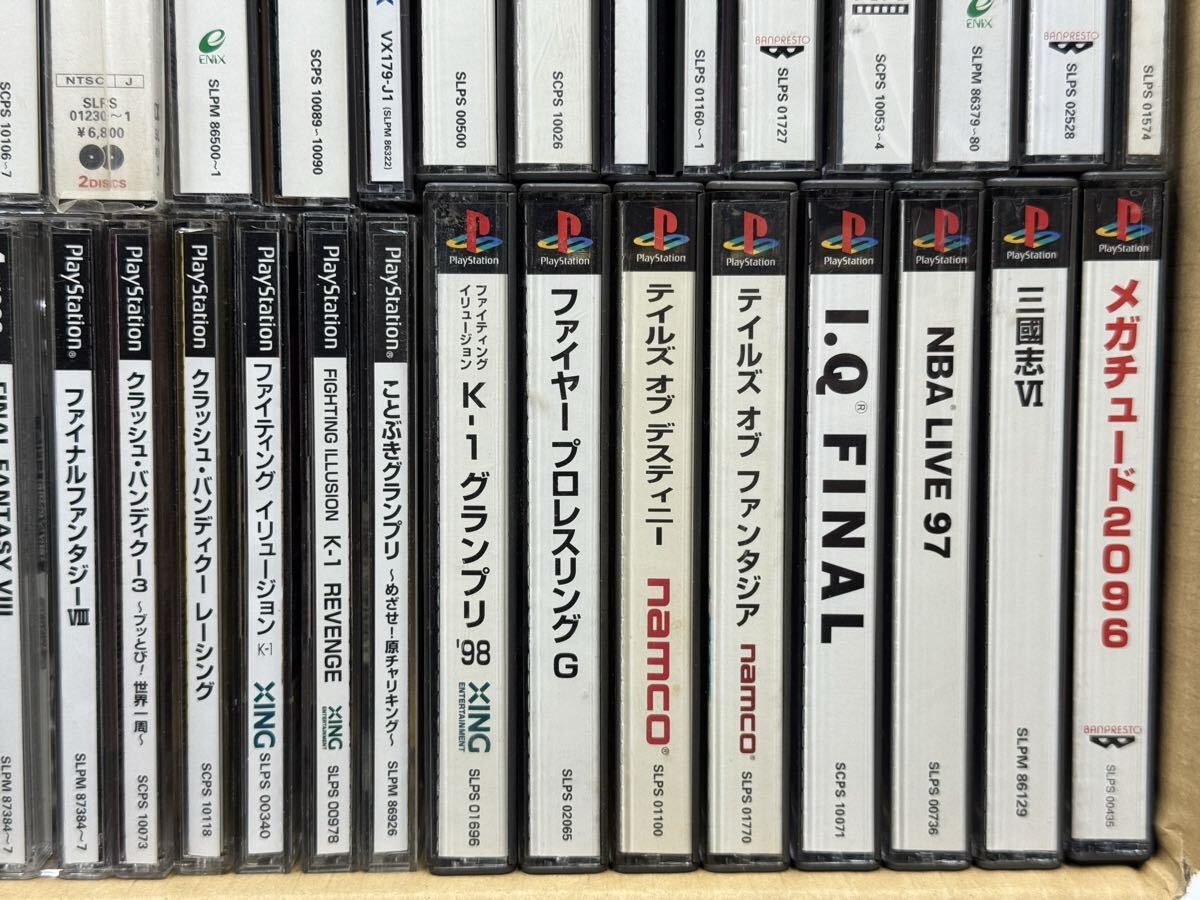 SCPS 10106~7
NTSC J
SLPS
01230~1
¥6,800
2DISCS
ENIX
SLPM 86500~1
SCPS 10089~10090
VX179-J1 (SLPM 86322)
SLPS 00500
SCPS 10026
SLPS 01160~1
BANPRESTO
SLPS 01727
SCPS 10053~4
ENIX
SLPM 86379~80
BANPRESTO
SLPS 02528
SLPS 01574
FINAL FANTASY VIII
SLPM 87384~7
PlayStation®
ファイナルファンタジーVIII
SLPM 87384~7
PlayStation®
クラッシュ・バンディクー3 ~ブッとび!世界一周~
SCPS 10073
PlayStation®
クラッシュ・バンディクー レーシング
SCPS 10118
PlayStation®
ファイティング イリュージョン K-1
XING
SLPS 00340
PlayStation®
FIGHTING ILLUSION K-1 REVENGE
XING
ENTERTAINMENT
SLPS 00978
PlayStation®
ことぶきグランプリ ~めざせ!原チャリキング~
SLPM 86926
PlayStation
ファイティング
イリュージョン
K-1 グランプリ '98
XING
ENTERTAINMENT
SLPS 01696
PlayStation
ファイヤー プロレスリング G
SLPS 02065
PlayStation
テイルズ オブ デスティニー
namco®
SLPS 01100
PlayStation
テイルズ オブ ファンタジア
namco®
SLPS 01770
PlayStation
I.Q® FINAL
SCPS 10071
PlayStation
NBA® LIVE 97
SLPS 00736
PlayStation
三國志VI
SLPM 86129
PlayStation
メガチュード2096
BANPRESTO
SLPS 00435